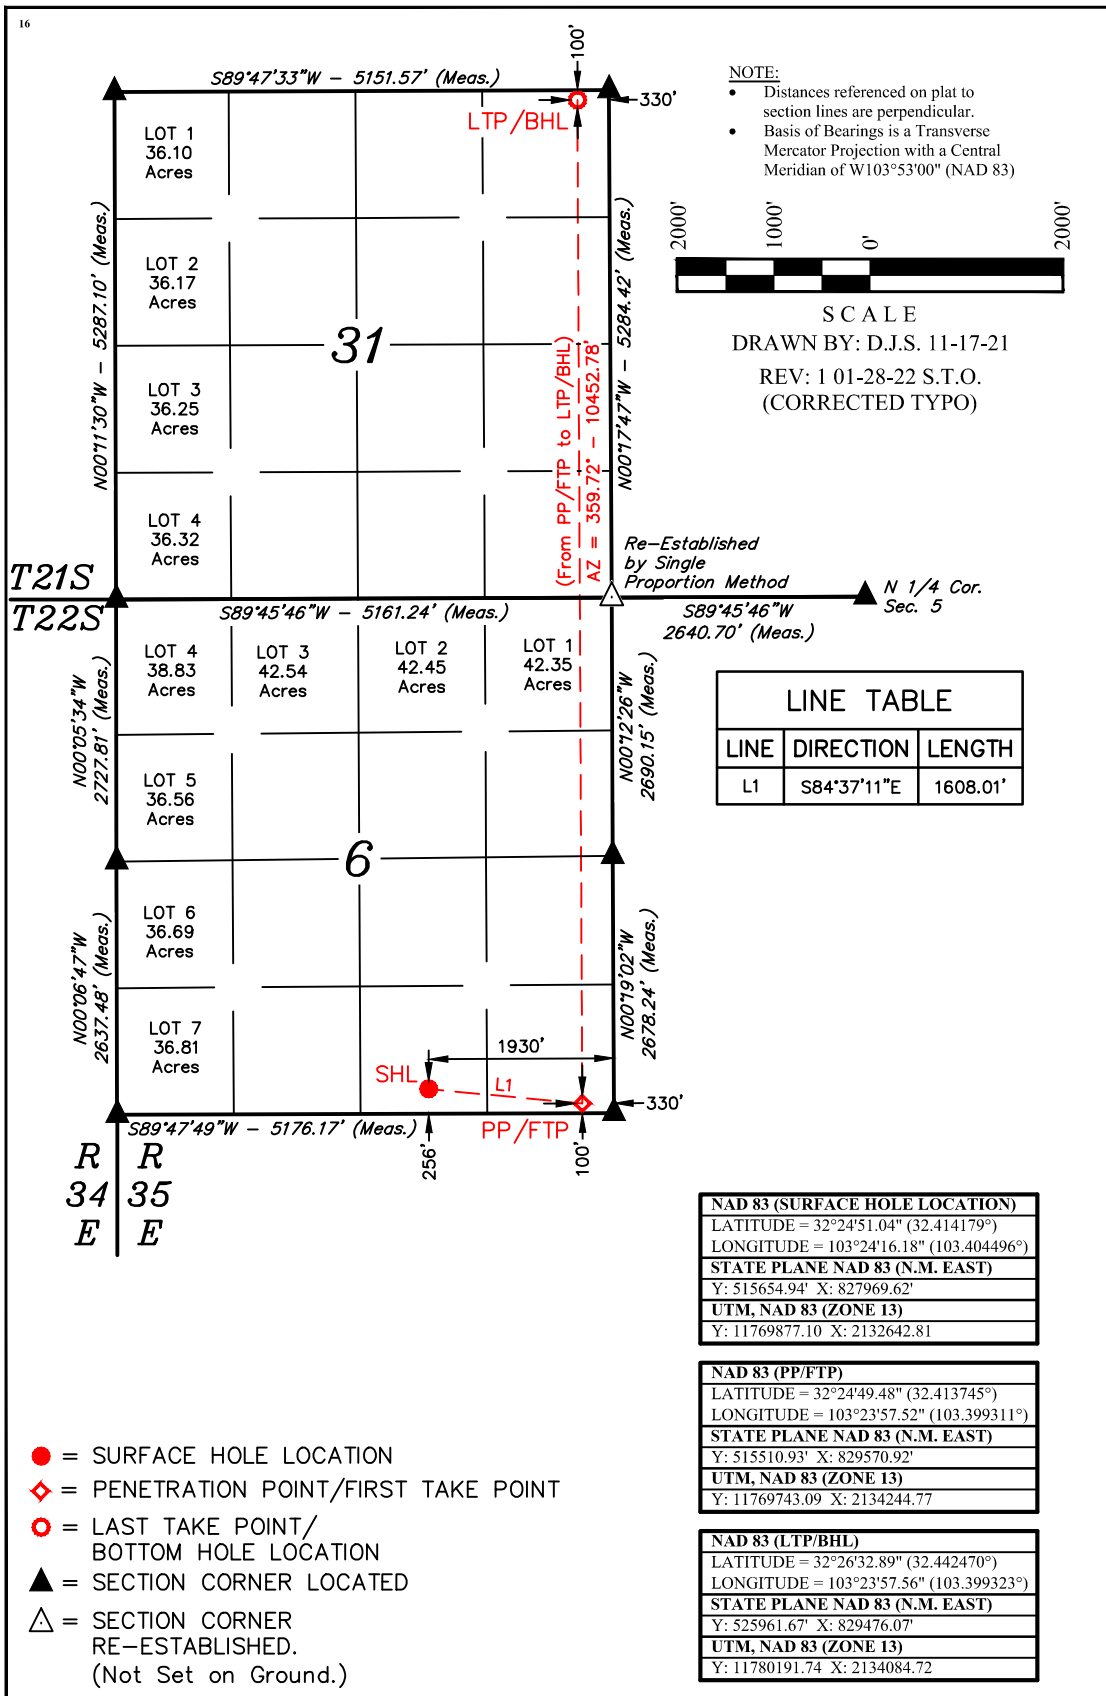 16
S89°47'33"W - 5151.57' (Meas.)
100'
330'
LTP/BHL
NOTE:
• Distances referenced on plat to
section lines are perpendicular.
• Basis of Bearings is a Transverse
Mercator Projection with a Central
Meridian of W103°53'00" (NAD 83)
2000'
1000'
0'
2000'
SCALE
DRAWN BY: D.J.S. 11-17-21
REV: 1 01-28-22 S.T.O.
(CORRECTED TYPO)
LOT 1
36.10
Acres
LOT 2
36.17
Acres
LOT 3
36.25
Acres
LOT 4
36.32
Acres
31
N00°11'30"W - 5287.10' (Meas.)
N00°17'47"W - 5284.42' (Meas.)
(From PP/FTP to LTP/BHL)
AZ = 359.72° - 10452.78'
Re-Established
by Single
Proportion Method
T21S
T22S
S89°45'46"W - 5161.24' (Meas.)
S89°45'46"W
2640.70' (Meas.)
N 1/4 Cor.
Sec. 5
LOT 4
38.83
Acres
LOT 3
42.54
Acres
LOT 2
42.45
Acres
LOT 1
42.35
Acres
LOT 5
36.56
Acres
LOT 6
36.69
Acres
LOT 7
36.81
Acres
6
N00°05'34"W
2727.81' (Meas.)
N00°12'26"W
2690.15' (Meas.)
N00°06'47"W
2637.48' (Meas.)
N00°19'02"W
2678.24' (Meas.)
LINE TABLE
LINE DIRECTION LENGTH
L1 S84°37'11"E 1608.01'
1930'
SHL
L1
330'
S89°47'49"W - 5176.17' (Meas.)
256'
PP/FTP
100'
R R
34 35
E E
NAD 83 (SURFACE HOLE LOCATION)
LATITUDE = 32°24'51.04" (32.414179°)
LONGITUDE = 103°24'16.18" (103.404496°)
STATE PLANE NAD 83 (N.M. EAST)
Y: 515654.94' X: 827969.62'
UTM, NAD 83 (ZONE 13)
Y: 11769877.10 X: 2132642.81
NAD 83 (PP/FTP)
LATITUDE = 32°24'49.48" (32.413745°)
LONGITUDE = 103°23'57.52" (103.399311°)
STATE PLANE NAD 83 (N.M. EAST)
Y: 515510.93' X: 829570.92'
UTM, NAD 83 (ZONE 13)
Y: 11769743.09 X: 2134244.77
NAD 83 (LTP/BHL)
LATITUDE = 32°26'32.89" (32.442470°)
LONGITUDE = 103°23'57.56" (103.399323°)
STATE PLANE NAD 83 (N.M. EAST)
Y: 525961.67' X: 829476.07'
UTM, NAD 83 (ZONE 13)
Y: 11780191.74 X: 2134084.72
= SURFACE HOLE LOCATION
= PENETRATION POINT/FIRST TAKE POINT
= LAST TAKE POINT/
BOTTOM HOLE LOCATION
= SECTION CORNER LOCATED
= SECTION CORNER
RE-ESTABLISHED.
(Not Set on Ground.)